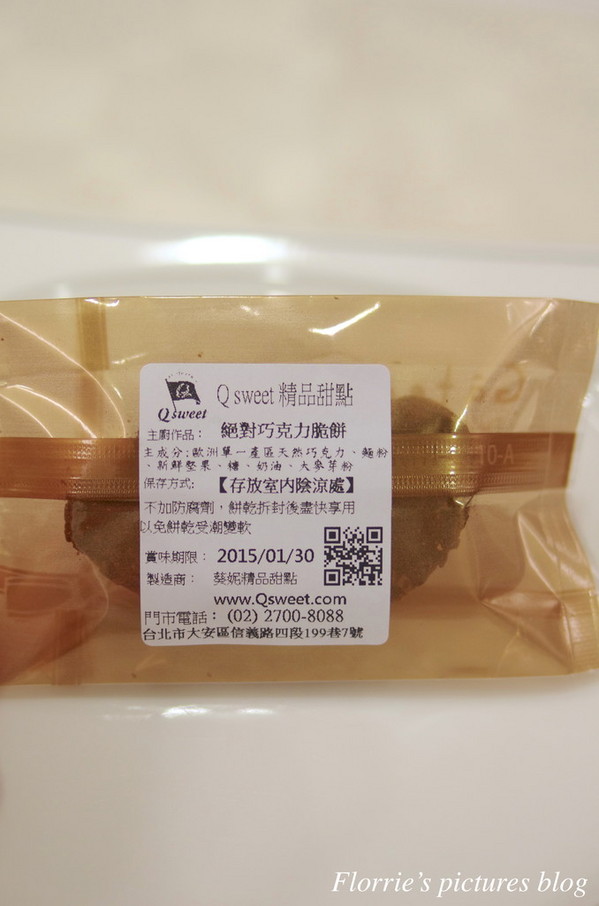 Q sweet
Q sweet 精品甜點
主廚作品： 絕對巧克力脆餅
主成分:歐洲單一產區天然巧克力、麵粉
、新鮮堅果、糖、奶油、大麥芽粉
保存方式: 【存放室內陰涼處】
不加防腐劑，餅乾拆封後盡快享用
以免餅乾受潮變軟
賞味期限： 2015/01/30
製造商： 葵妮精品甜點
www.Qsweet.com
門市電話： (02) 2700-8088
台北市大安區信義路四段199巷7號
10-A
Florrie's pictures blog